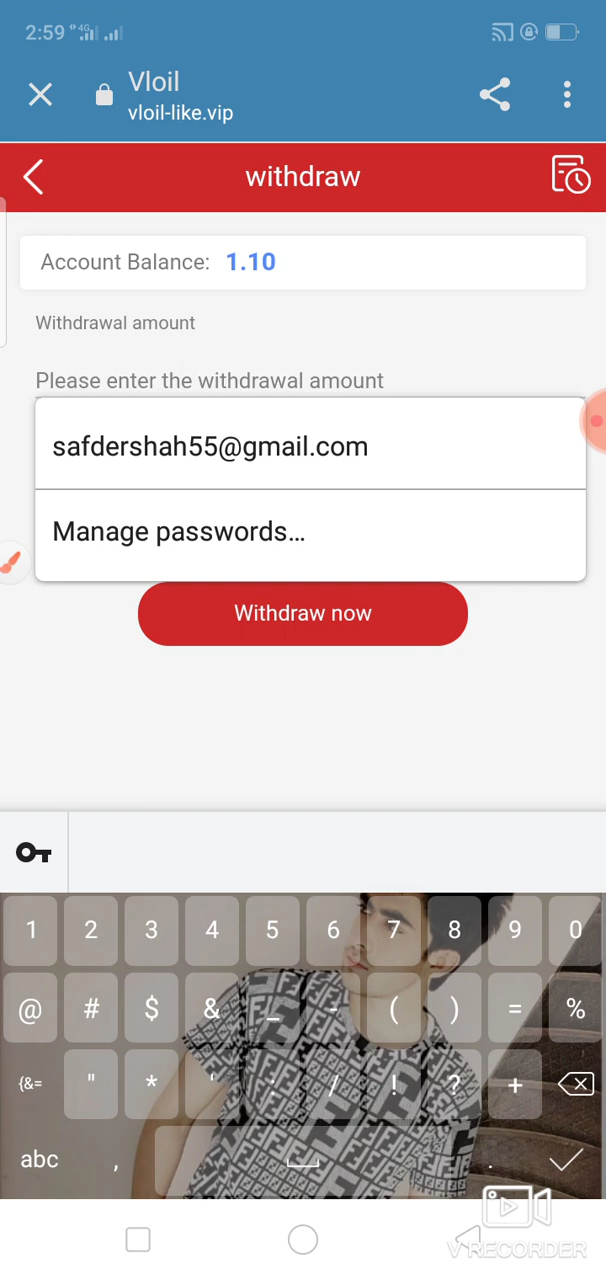 2:59 4G
Vloil
vloil-like.vip
withdraw
Account Balance: 1.10
Withdrawal amount
Please enter the withdrawal amount
safdershah55@gmail.com
Manage passwords...
Withdraw now
1 2 3 4 5 6 7 8 9 0
@ # $ & _ - ( ) = %
{&= " * ' : / ! ? +
abc , .
V RECORDER